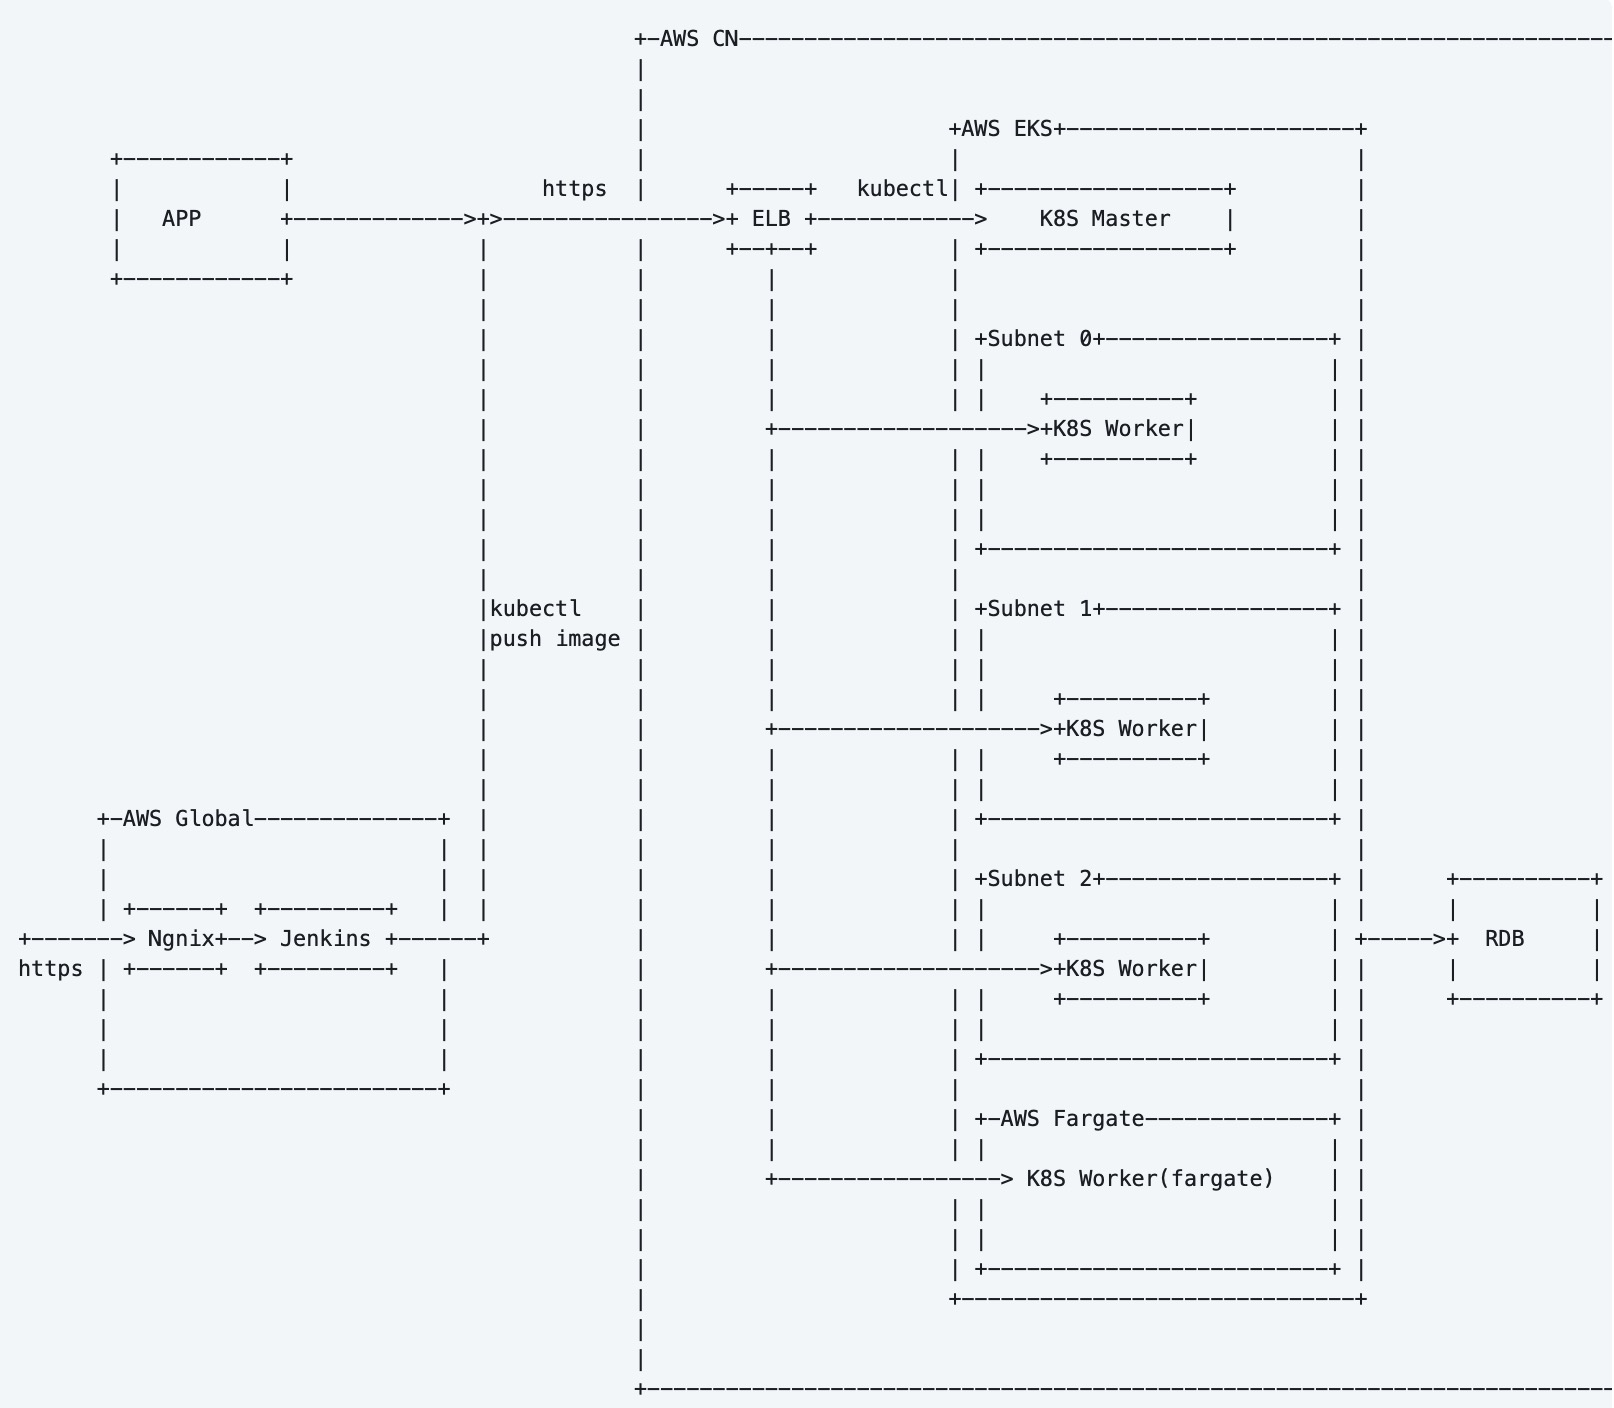 AWS CN
AWS EKS
https
kubectl
APP
ELB
K8S Master
Subnet 0
K8S Worker
kubectl
push image
Subnet 1
K8S Worker
AWS Global
Subnet 2
Ngnix
Jenkins
K8S Worker
RDB
https
AWS Fargate
K8S Worker(fargate)